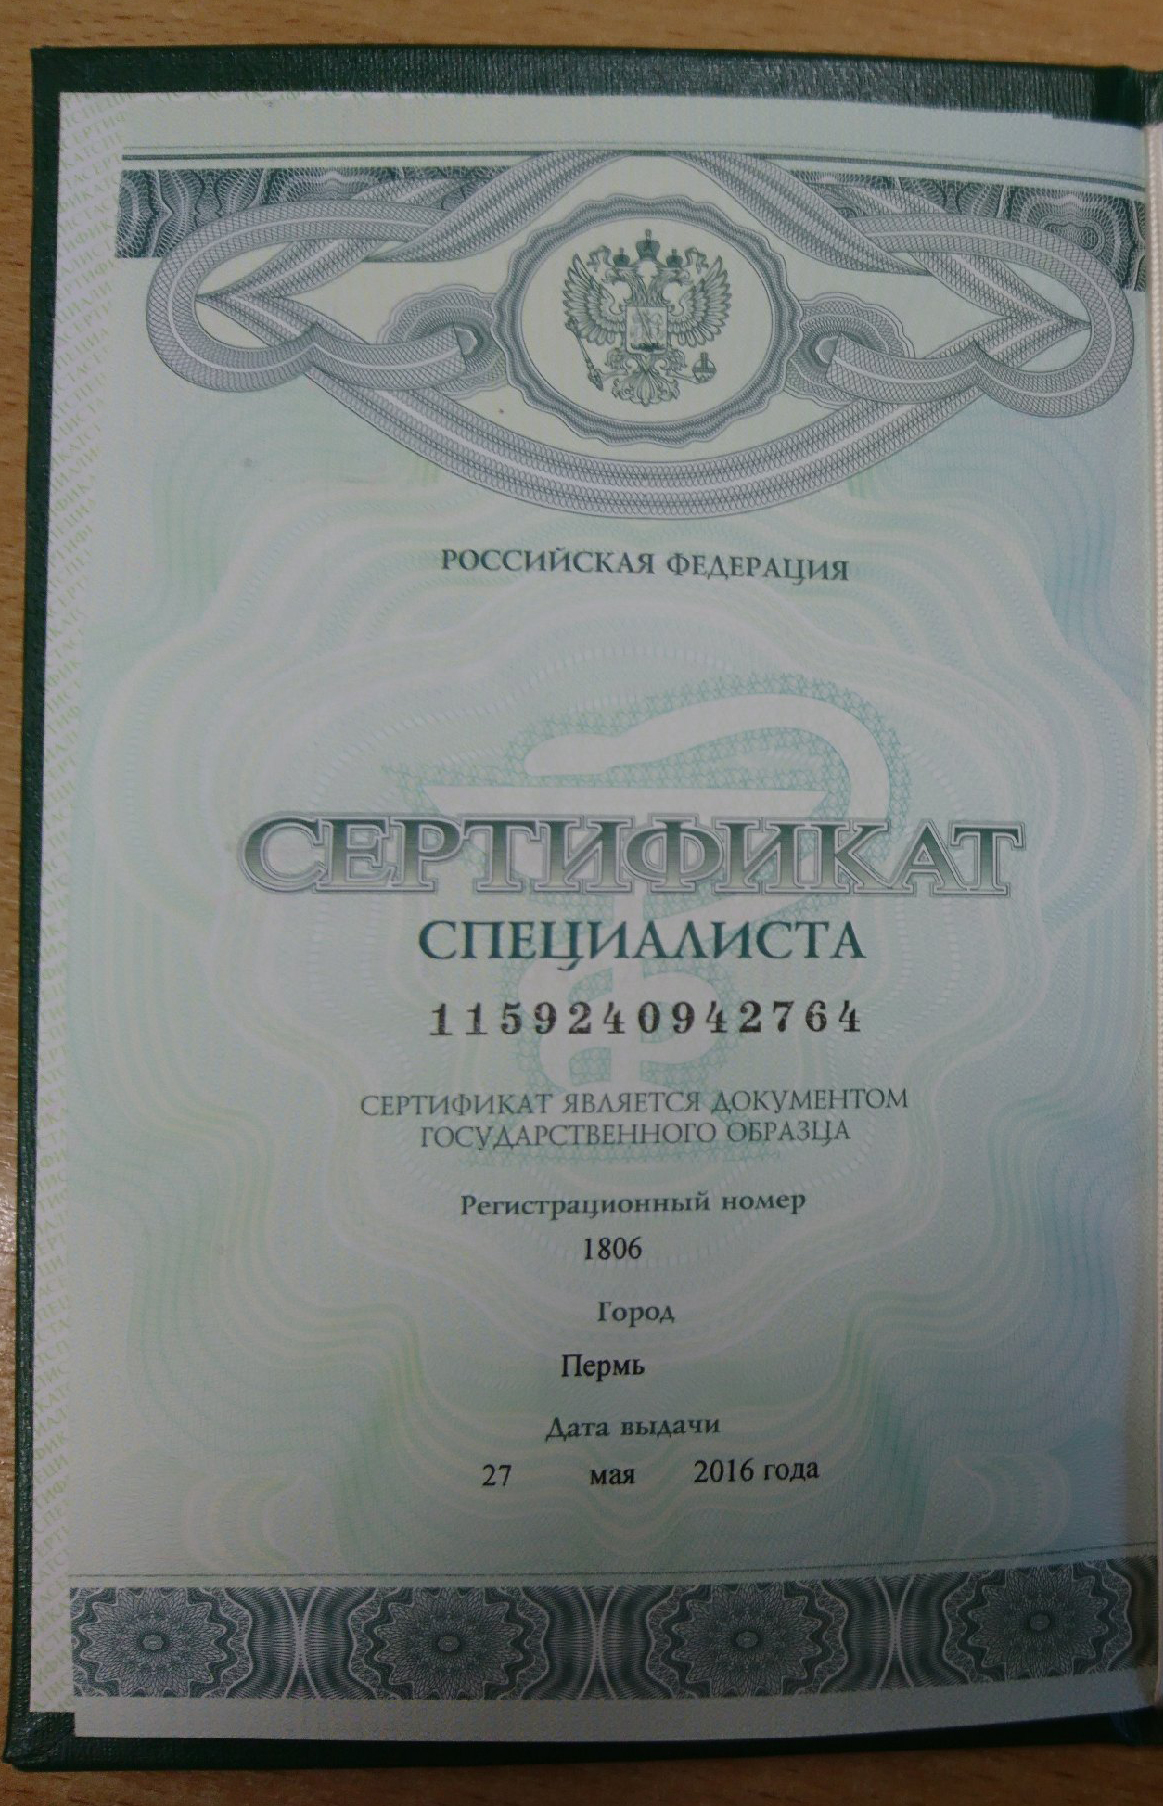 РОССИЙСКАЯ ФЕДЕРАЦИЯ
СЕРТИФИКАТ
СПЕЦИАЛИСТА
1159240942764
СЕРТИФИКАТ ЯВЛЯЕТСЯ ДОКУМЕНТОМ
ГОСУДАРСТВЕННОГО ОБРАЗЦА
Регистрационный номер
1806
Город
Пермь
Дата выдачи
27 мая 2016 года